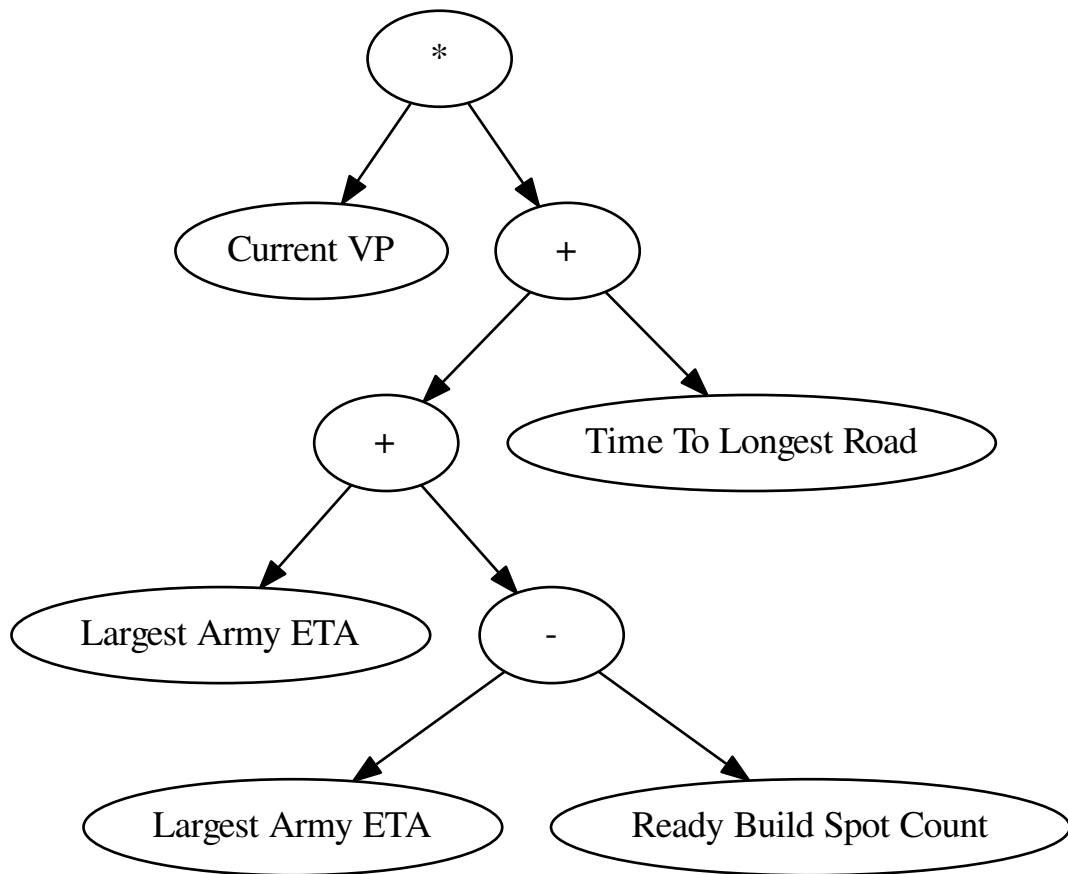 *
Current VP
+
+
Time To Longest Road
Largest Army ETA
-
Largest Army ETA
Ready Build Spot Count